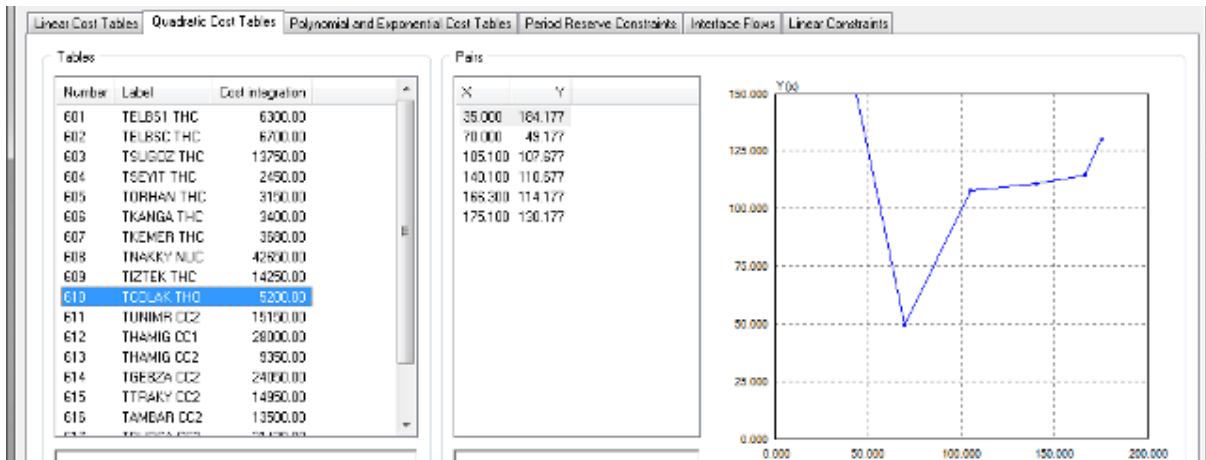 Linear Cost Tables Quadratic Cost Tables Polynomial and Exponential Cost Tables Period Reserve Constraints Interface Flows Linear Constraints
Tables
Number Label Cost integration
601 TELBS1 THC 6300.00
602 TELBSC THC 6700.00
603 TSUGOZ THC 13750.00
604 TSEYIT THC 2450.00
605 TORHAN THC 3150.00
606 TKANGA THC 3400.00
607 TKEMER THC 3680.00
608 TNAKKY NUC 42650.00
609 TIZTEK THC 14250.00
610 TCOLAK THC 5200.00
611 TUNIMR CC2 15150.00
612 THAMIG CC1 28000.00
613 THAMIG CC2 9350.00
614 TGEBZA CC2 24050.00
615 TTRAKY CC2 14950.00
616 TAMBAR CC2 13500.00
Pairs
X Y
35.000 184.177
70.000 49.177
105.100 107.677
140.100 110.677
166.300 114.177
175.100 130.177
Y(x)
150.000
125.000
100.000
75.000
50.000
25.000
0.000
0.000 50.000 100.000 150.000 200.000